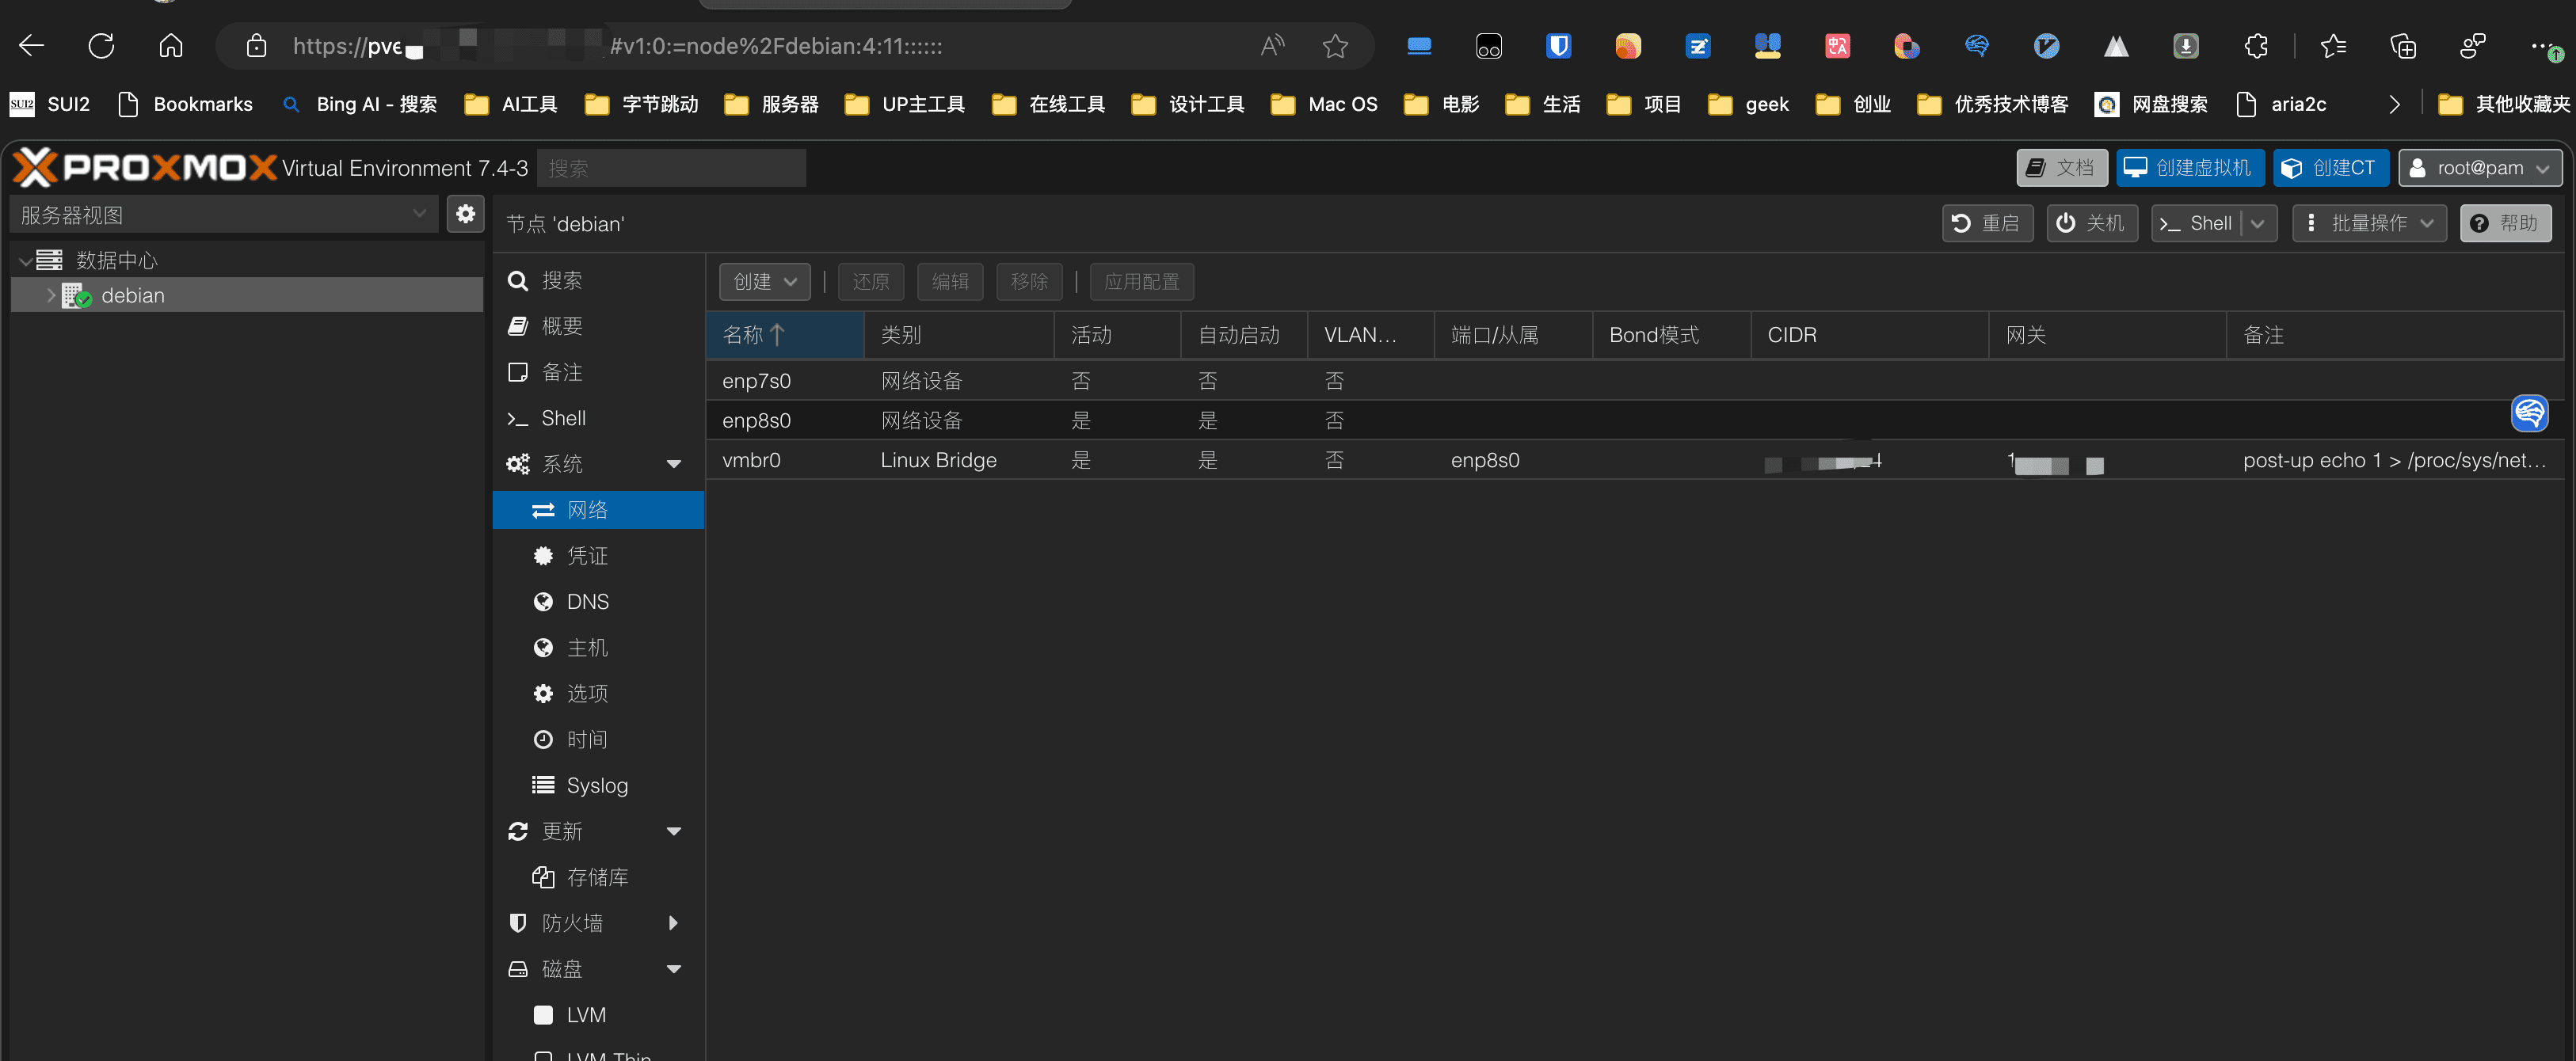 https://pve #v1:0:=node%2Fdebian:4:11::::::
SUI2 Bookmarks Bing AI - 搜索 AI工具 字节跳动 服务器 UP主工具 在线工具 设计工具 Mac OS 电影 生活 项目 geek 创业 优秀技术博客 网盘搜索 aria2c 其他收藏夹
PROXMOX Virtual Environment 7.4-3 搜索 文档 创建虚拟机 创建CT root@pam
服务器视图 节点 'debian' 重启 关机 Shell 批量操作 帮助
数据中心
debian
搜索
概要
备注
Shell
系统
网络
凭证
DNS
主机
选项
时间
Syslog
更新
存储库
防火墙
磁盘
LVM
LVM-Thin
创建 还原 编辑 移除 应用配置
名称 类别 活动 自动启动 VLAN... 端口/从属 Bond模式 CIDR 网关 备注
enp7s0 网络设备 否 否 否
enp8s0 网络设备 是 是 否
vmbr0 Linux Bridge 是 是 否 enp8s0 post-up echo 1 > /proc/sys/net...